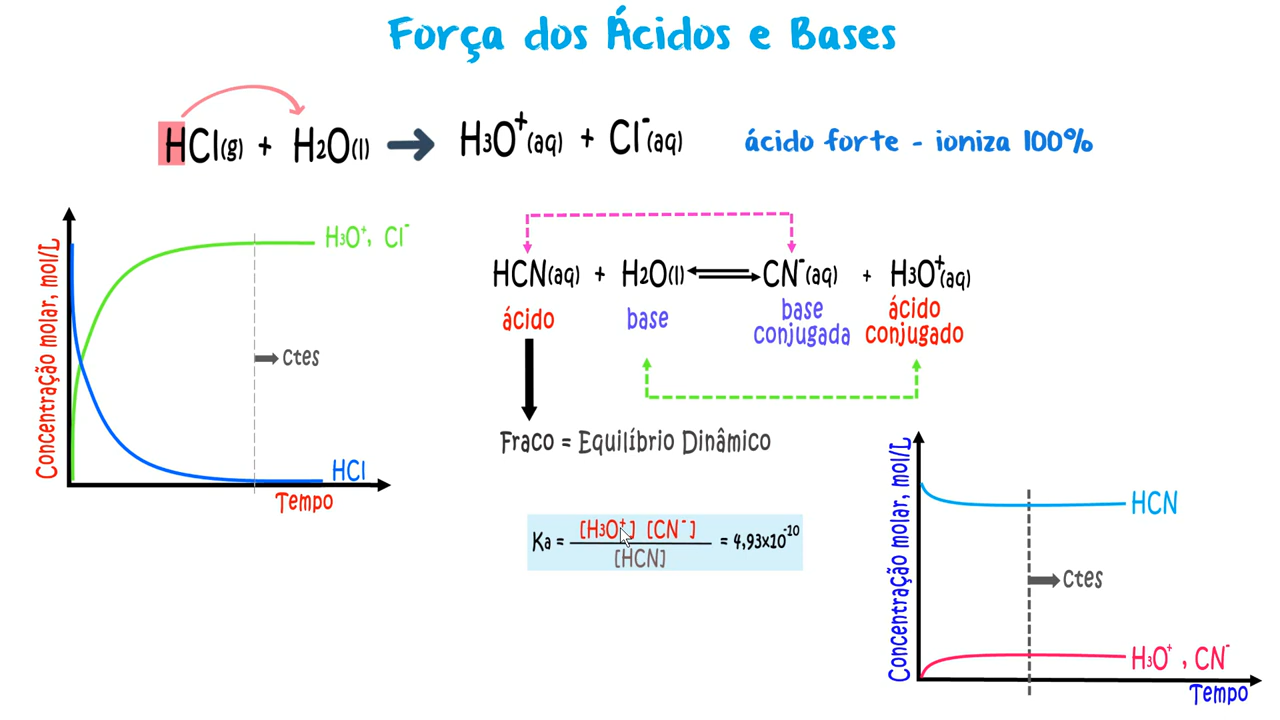 Força dos Ácidos e Bases
HCl(g) + H2O(l) → H3O⁺(aq) + Cl⁻(aq)
ácido forte - ioniza 100%
Concentração molar, mol/L
H3O⁺, Cl⁻
Ctes
HCl
Tempo
HCN(aq) + H2O(l) ⇌ CN⁻(aq) + H3O⁺(aq)
ácido base base conjugada ácido conjugado
Fraco = Equilíbrio Dinâmico
Ka = [H3O⁺] [CN⁻] / [HCN] = 4,93x10⁻¹⁰
Concentração molar, mol/L
HCN
Ctes
H3O⁺ , CN⁻
Tempo